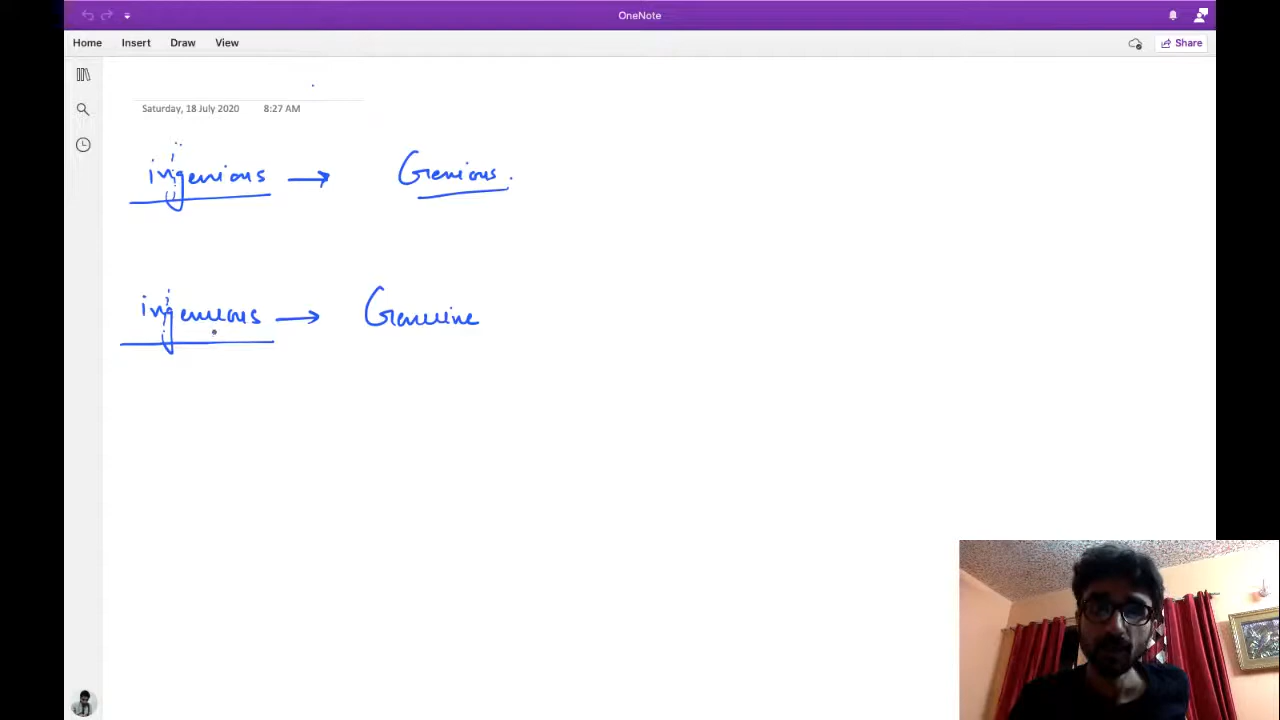 OneNote
Home Insert Draw View Share
Saturday, 18 July 2020 8:27 AM
ingenious → Genious.
ingenuous → Genuine